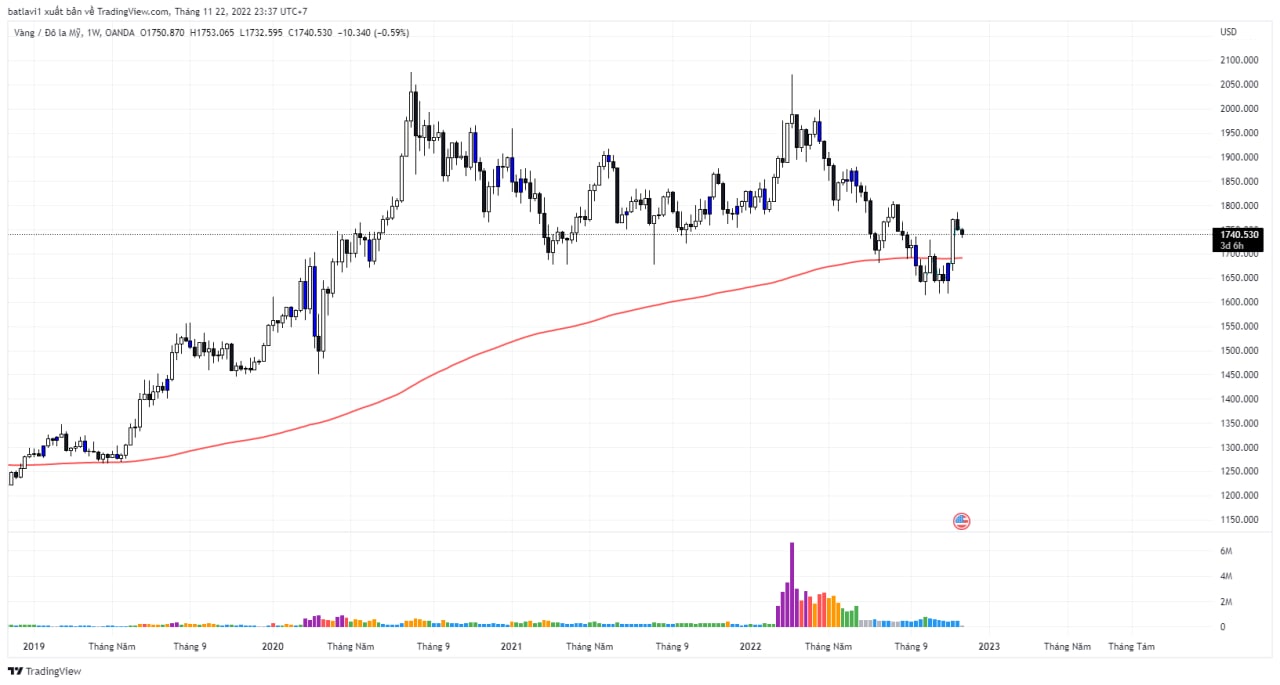 batlavi1 xuất bản về TradingView.com, Tháng 11 22, 2022 23:37 UTC+7
Vàng / Đô la Mỹ, 1W, OANDA O1750.870 H1753.065 L1732.595 C1740.530 −10.340 (−0.59%)
USD
2100.000
2050.000
2000.000
1950.000
1900.000
1850.000
1800.000
1740.530
3d 6h
1700.000
1650.000
1600.000
1550.000
1500.000
1450.000
1400.000
1350.000
1300.000
1250.000
1200.000
1150.000
6M
4M
2M
0
2019 Tháng Năm Tháng 9 2020 Tháng Năm Tháng 9 2021 Tháng Năm Tháng 9 2022 Tháng Năm Tháng 9 2023 Tháng Năm Tháng Tám
TradingView